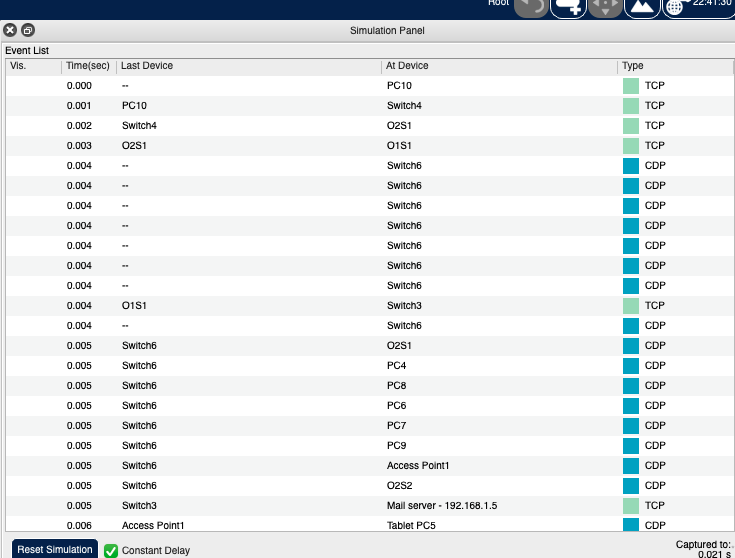 Root 22:41:30
Simulation Panel
Event List
Vis. Time(sec) Last Device At Device Type
0.000 -- PC10 TCP
0.001 PC10 Switch4 TCP
0.002 Switch4 O2S1 TCP
0.003 O2S1 O1S1 TCP
0.004 -- Switch6 CDP
0.004 -- Switch6 CDP
0.004 -- Switch6 CDP
0.004 -- Switch6 CDP
0.004 -- Switch6 CDP
0.004 -- Switch6 CDP
0.004 -- Switch6 CDP
0.004 O1S1 Switch3 TCP
0.004 -- Switch6 CDP
0.005 Switch6 O2S1 CDP
0.005 Switch6 PC4 CDP
0.005 Switch6 PC8 CDP
0.005 Switch6 PC6 CDP
0.005 Switch6 PC7 CDP
0.005 Switch6 PC9 CDP
0.005 Switch6 Access Point1 CDP
0.005 Switch6 O2S2 CDP
0.005 Switch3 Mail server - 192.168.1.5 TCP
0.006 Access Point1 Tablet PC5 CDP
Reset Simulation Constant Delay Captured to:
0.021 s